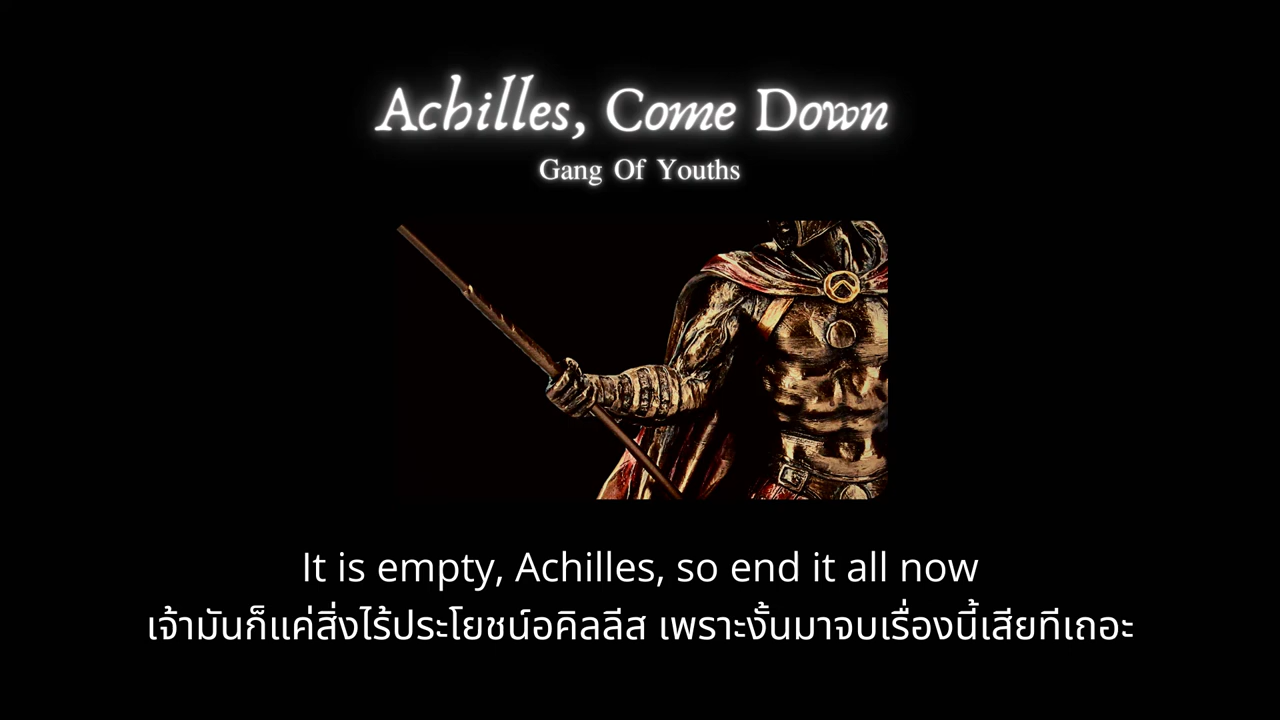 Achilles, Come Down
Gang Of Youths
It is empty, Achilles, so end it all now
เจ้ามันก็แค่สิ่งไร้ประโยชน์อคิลลีส เพราะงั้นมาจบเรื่องนี้เสียทีเถอะ